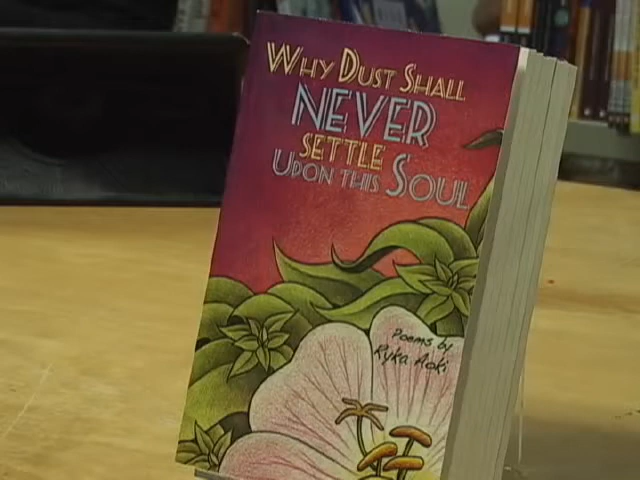 WHY DUST SHALL
NEVER
SETTLE
UPON THIS SOUL
Poems by
Ryka Aoki